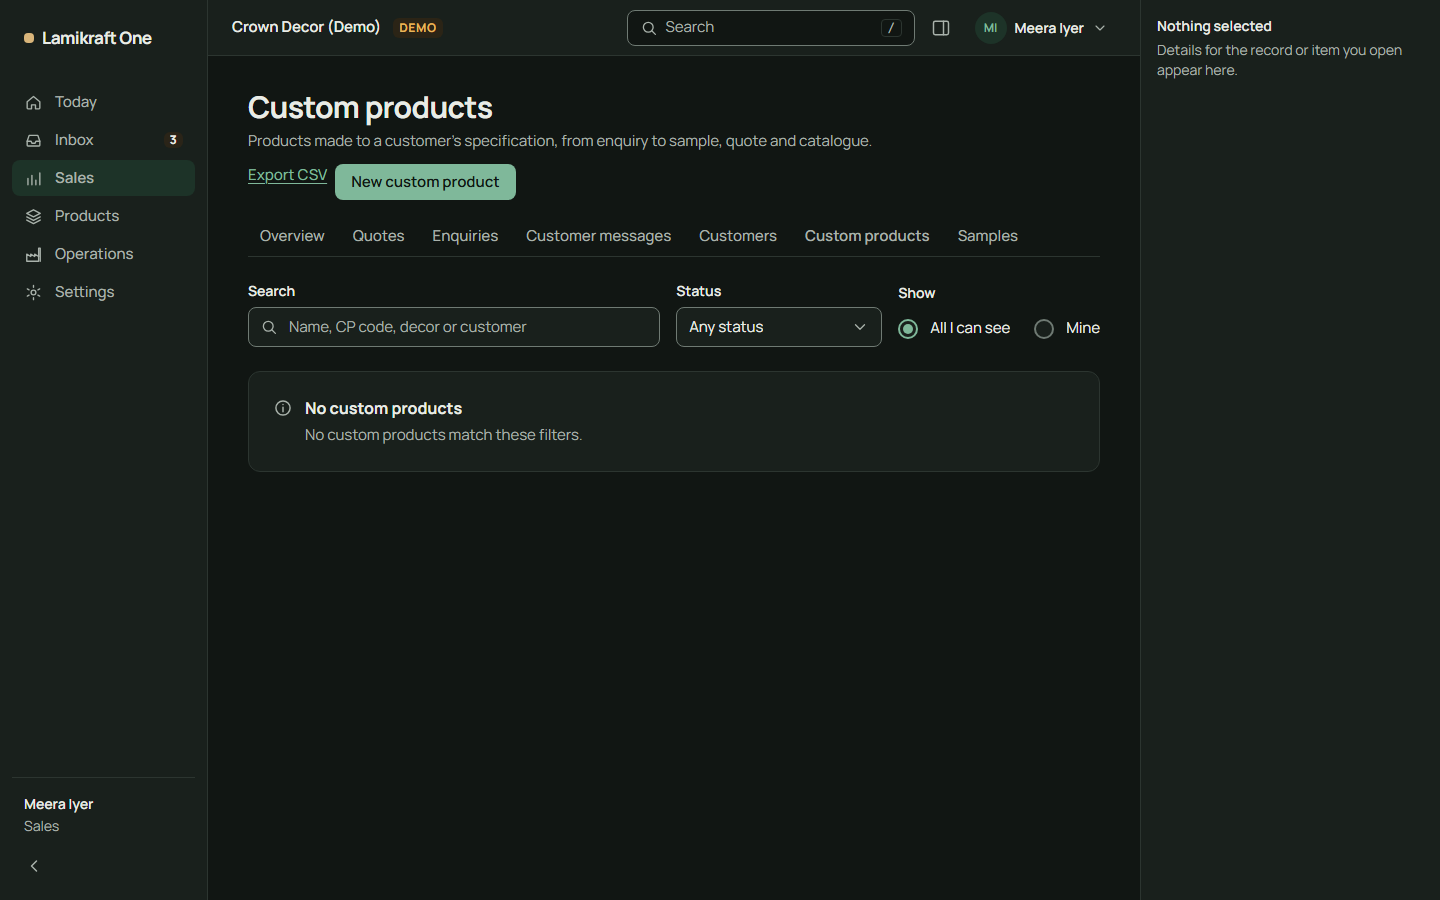 Lamikraft One
Today
Inbox 3
Sales
Products
Operations
Settings
Meera Iyer
Sales
Crown Decor (Demo) DEMO
Search /
MI Meera Iyer
Custom products
Products made to a customer's specification, from enquiry to sample, quote and catalogue.
Export CSV New custom product
Overview Quotes Enquiries Customer messages Customers Custom products Samples
Search Status Show
Name, CP code, decor or customer Any status All I can see Mine
No custom products
No custom products match these filters.
Nothing selected
Details for the record or item you open
appear here.